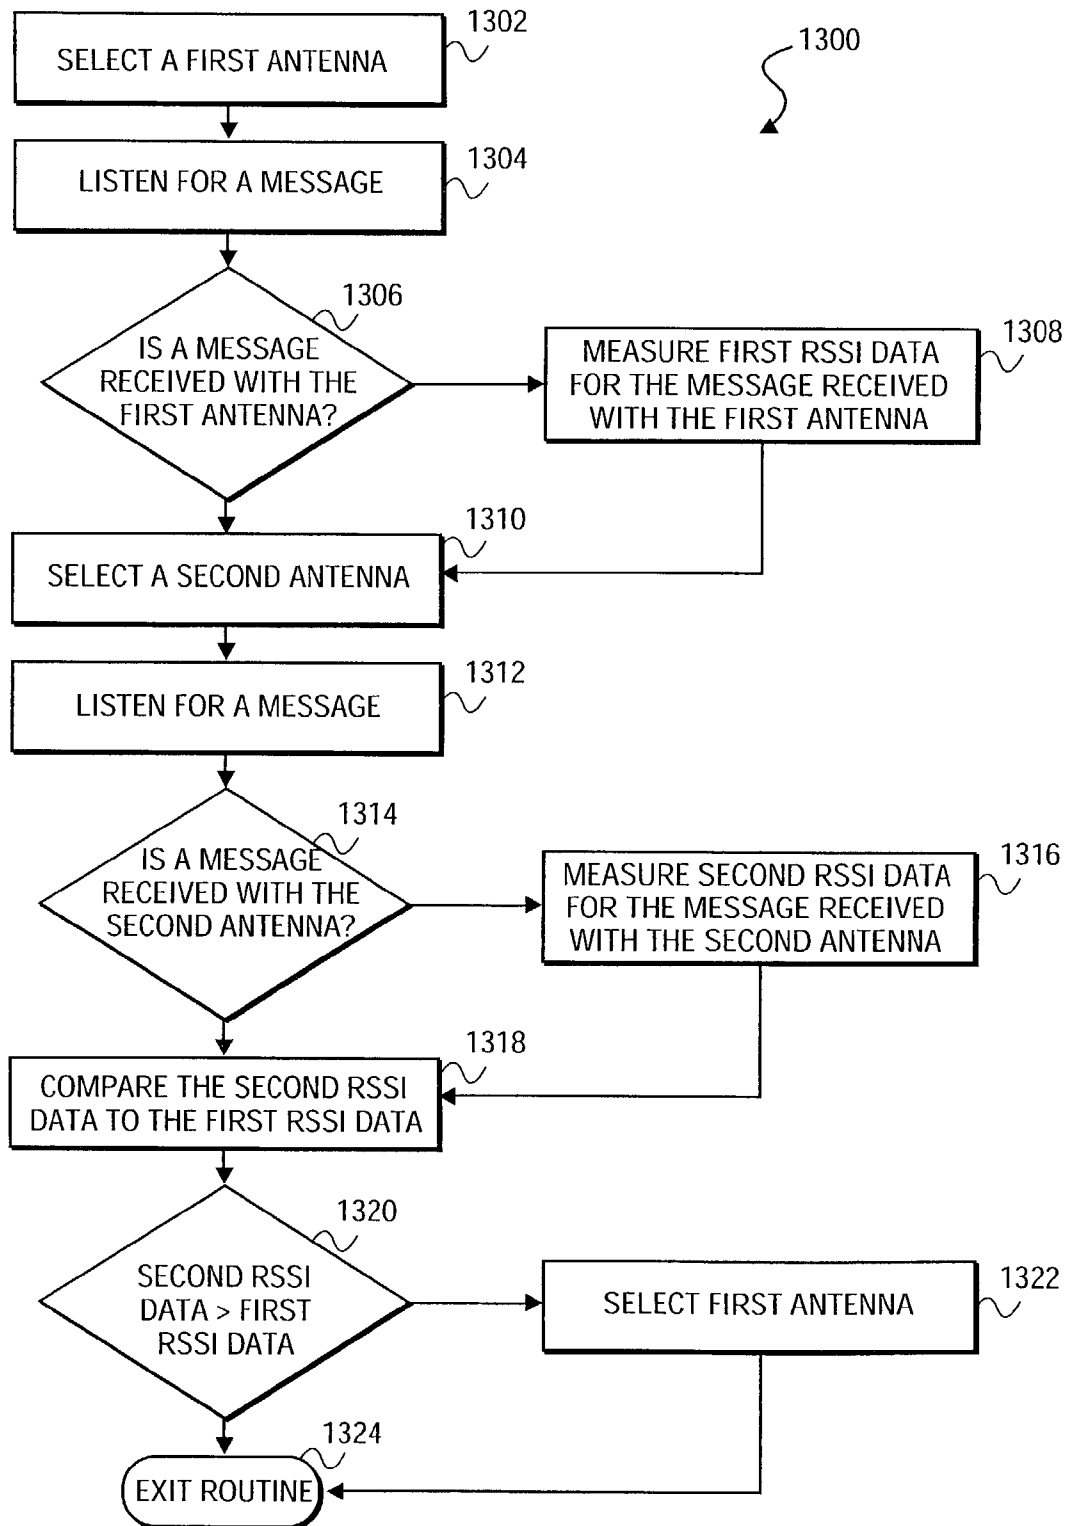 1302
SELECT A FIRST ANTENNA
1300
1304
LISTEN FOR A MESSAGE
1306
IS A MESSAGE
RECEIVED WITH THE
FIRST ANTENNA?
1308
MEASURE FIRST RSSI DATA
FOR THE MESSAGE RECEIVED
WITH THE FIRST ANTENNA
1310
SELECT A SECOND ANTENNA
1312
LISTEN FOR A MESSAGE
1314
IS A MESSAGE
RECEIVED WITH THE
SECOND ANTENNA?
1316
MEASURE SECOND RSSI DATA
FOR THE MESSAGE RECEIVED
WITH THE SECOND ANTENNA
1318
COMPARE THE SECOND RSSI
DATA TO THE FIRST RSSI DATA
1320
SECOND RSSI
DATA > FIRST
RSSI DATA
1322
SELECT FIRST ANTENNA
1324
EXIT ROUTINE